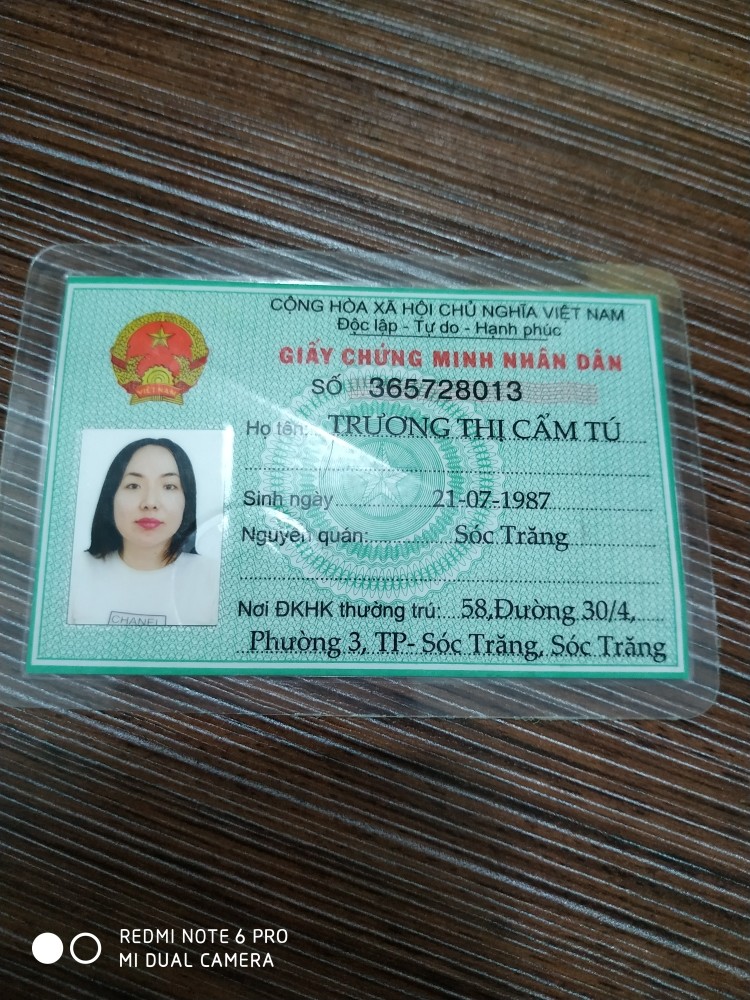 CỘNG HÒA XÃ HỘI CHỦ NGHĨA VIỆT NAM
Độc lập - Tự do - Hạnh phúc
GIẤY CHỨNG MINH NHÂN DÂN
SỐ 365728013
VIỆT NAM
Họ tên: TRƯƠNG THỊ CẨM TÚ
Sinh ngày 21-07-1987
Nguyên quán: Sóc Trăng
Nơi ĐKHK thường trú: 58,Đường 30/4,
Phường 3, TP- Sóc Trăng, Sóc Trăng
CHANEL
REDMI NOTE 6 PRO
MI DUAL CAMERA